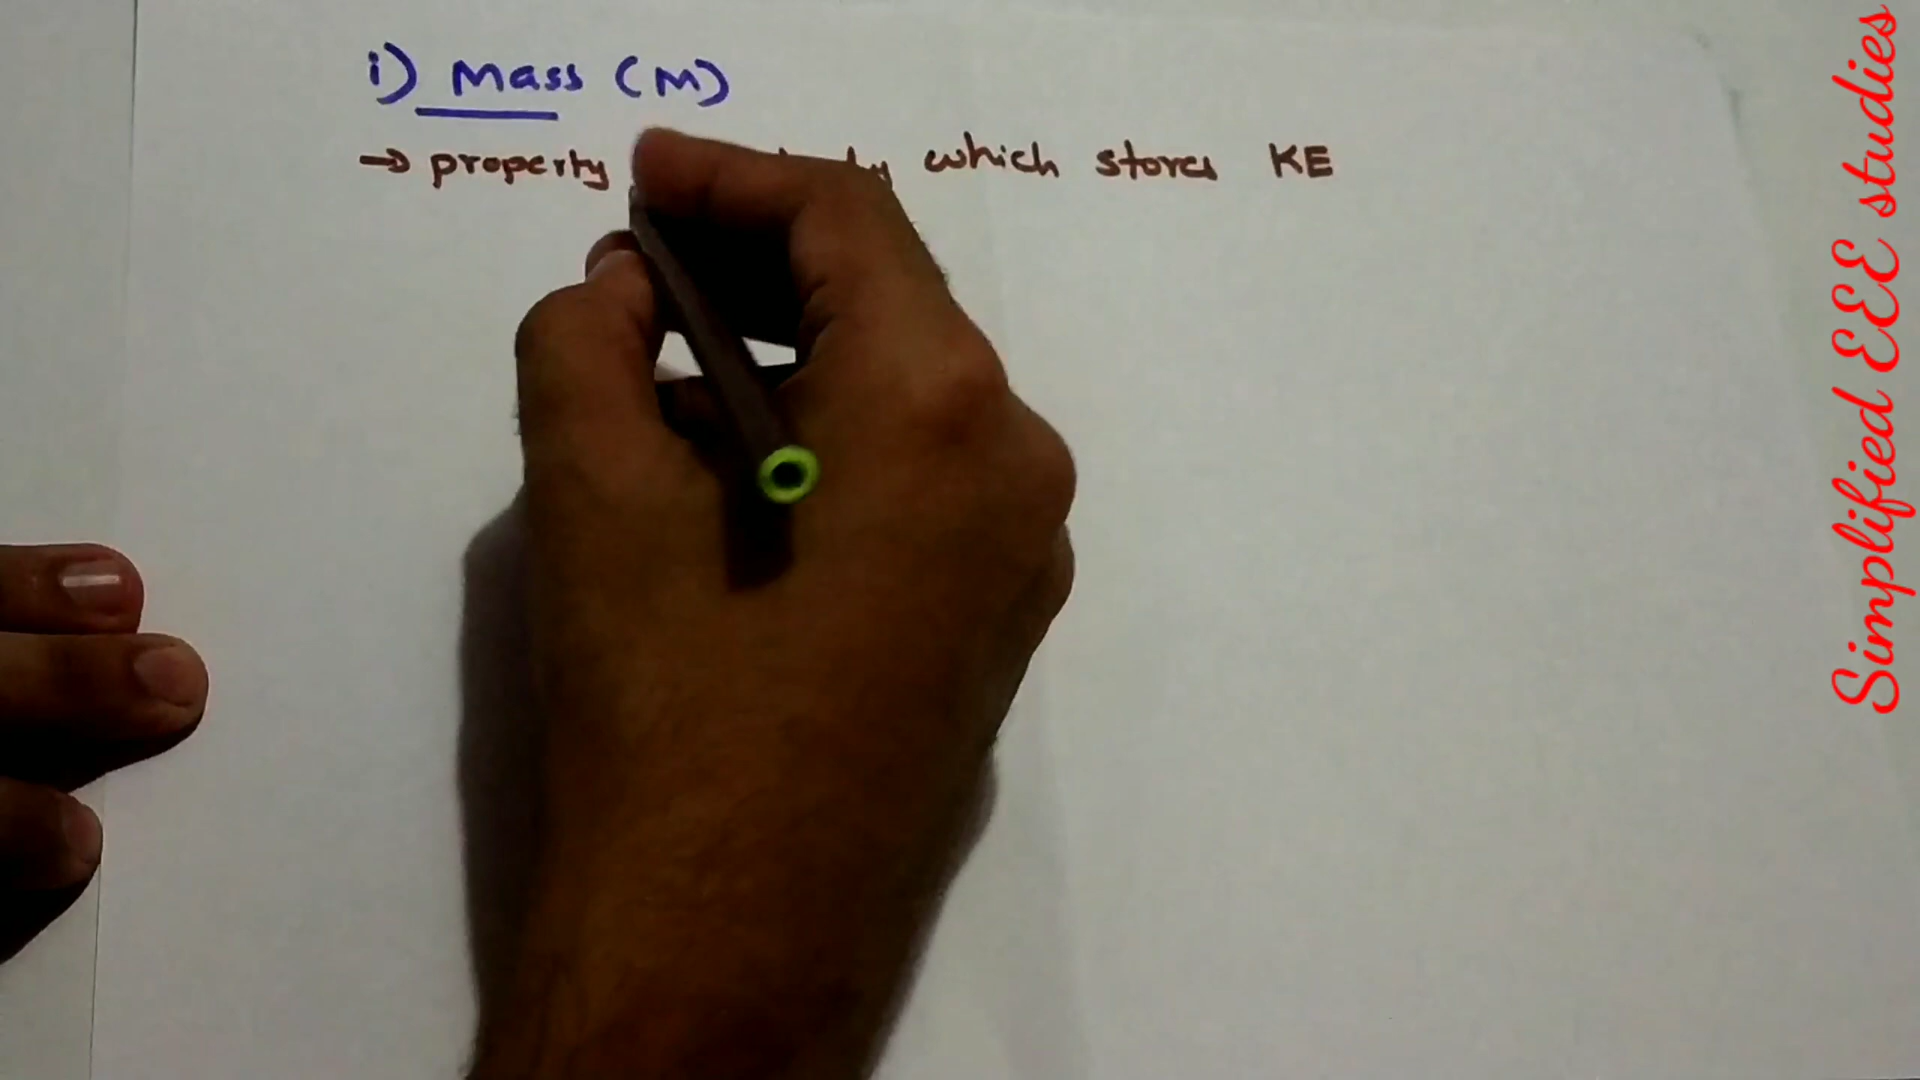 i) Mass (M)
→ property which stores KE
Simplified EEE studies